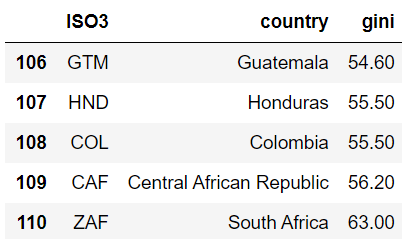 ISO3 country gini
106 GTM Guatemala 54.60
107 HND Honduras 55.50
108 COL Colombia 55.50
109 CAF Central African Republic 56.20
110 ZAF South Africa 63.00